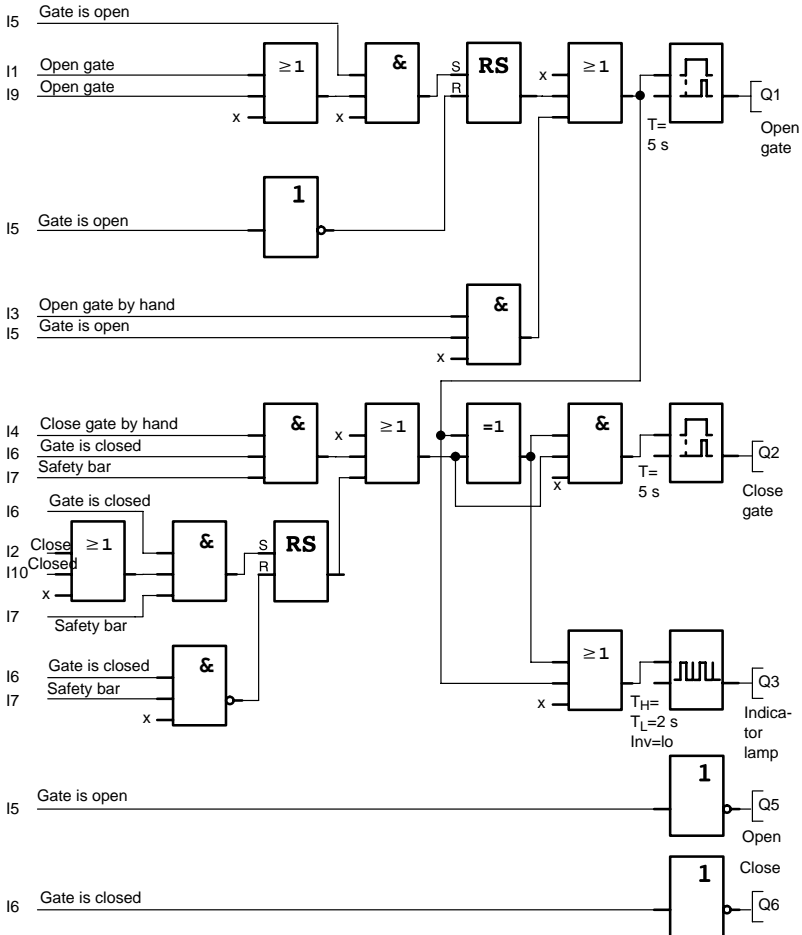 I5 Gate is open
I1 Open gate
I9 Open gate
x
≥1
x
&
S
R
RS
x
≥1
T=
5 s
Q1
Open
gate
I5 Gate is open
1
I3 Open gate by hand
I5 Gate is open
x
&
I4 Close gate by hand
I6 Gate is closed
I7 Safety bar
&
x
≥1
=1
&
x
T=
5 s
Q2
Close
gate
I6 Gate is closed
I2 Close
I10 Closed
x
≥1
I7
Safety bar
&
S
R
RS
I6 Gate is closed
I7 Safety bar
x
&
≥1
x
TH=
TL=2 s
Inv=lo
Q3
Indica-
tor
lamp
I5 Gate is open
1
Q5
Open
I6 Gate is closed
1
Close
Q6